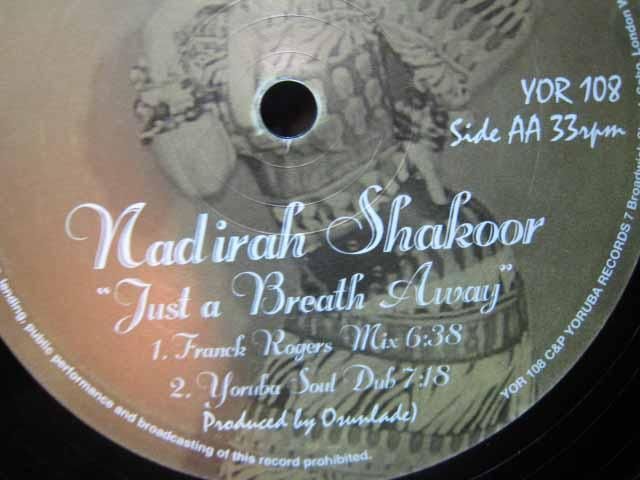 YOR 108
Side AA 33rpm
Nadirah Shakoor
"Just a Breath Away"
1. Franck Rogers Mix 6:38
2. Yoruba Soul Dub 7:18
Produced by Osunlade)
lending, public performance and broadcasting of this record prohibited.
YOR 108 C&P YORUBA RECORDS 7 London